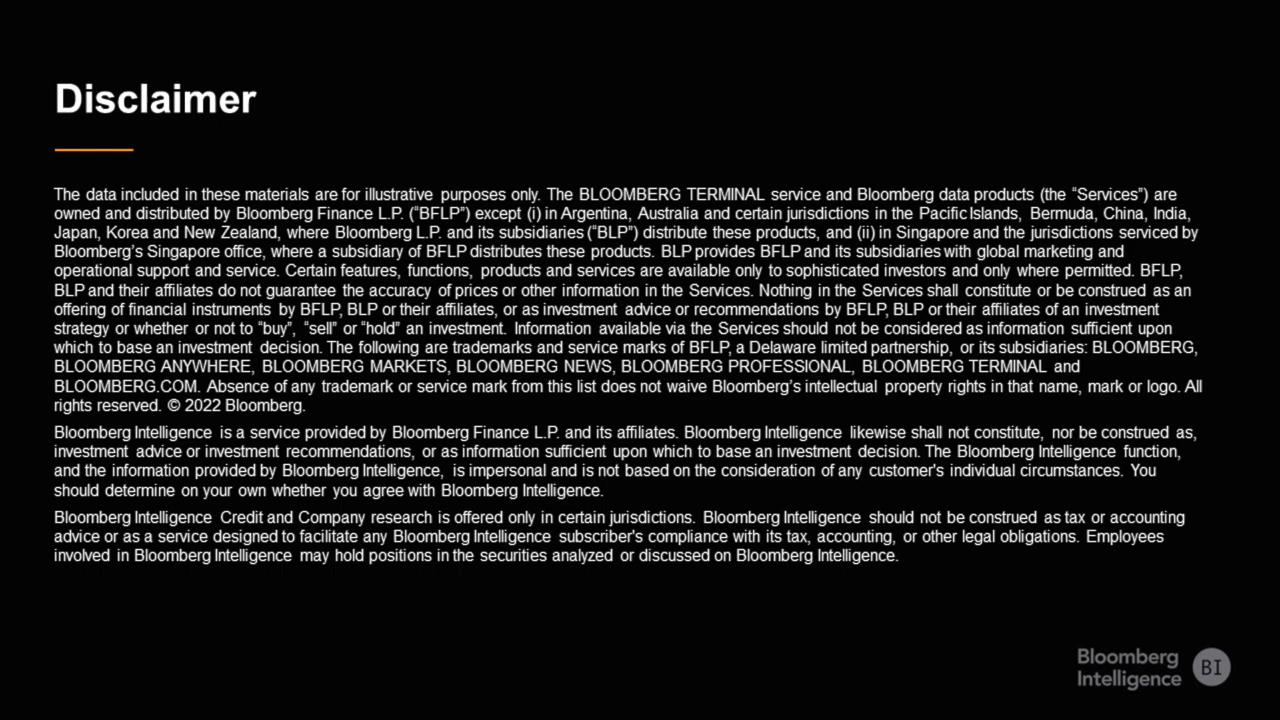 Disclaimer
The data included in these materials are for illustrative purposes only. The BLOOMBERG TERMINAL service and Bloomberg data products (the “Services”) are
owned and distributed by Bloomberg Finance L.P. (“BFLP”) except (i) in Argentina, Australia and certain jurisdictions in the Pacific Islands, Bermuda, China, India,
Japan, Korea and New Zealand, where Bloomberg L.P. and its subsidiaries (“BLP”) distribute these products, and (ii) in Singapore and the jurisdictions serviced by
Bloomberg’s Singapore office, where a subsidiary of BFLP distributes these products. BLP provides BFLP and its subsidiaries with global marketing and
operational support and service. Certain features, functions, products and services are available only to sophisticated investors and only where permitted. BFLP,
BLP and their affiliates do not guarantee the accuracy of prices or other information in the Services. Nothing in the Services shall constitute or be construed as an
offering of financial instruments by BFLP, BLP or their affiliates, or as investment advice or recommendations by BFLP, BLP or their affiliates of an investment
strategy or whether or not to “buy”, “sell” or “hold” an investment. Information available via the Services should not be considered as information sufficient upon
which to base an investment decision. The following are trademarks and service marks of BFLP, a Delaware limited partnership, or its subsidiaries: BLOOMBERG,
BLOOMBERG ANYWHERE, BLOOMBERG MARKETS, BLOOMBERG NEWS, BLOOMBERG PROFESSIONAL, BLOOMBERG TERMINAL and
BLOOMBERG.COM. Absence of any trademark or service mark from this list does not waive Bloomberg’s intellectual property rights in that name, mark or logo. All
rights reserved. © 2022 Bloomberg.
Bloomberg Intelligence is a service provided by Bloomberg Finance L.P. and its affiliates. Bloomberg Intelligence likewise shall not constitute, nor be construed as,
investment advice or investment recommendations, or as information sufficient upon which to base an investment decision. The Bloomberg Intelligence function,
and the information provided by Bloomberg Intelligence, is impersonal and is not based on the consideration of any customer's individual circumstances. You
should determine on your own whether you agree with Bloomberg Intelligence.
Bloomberg Intelligence Credit and Company research is offered only in certain jurisdictions. Bloomberg Intelligence should not be construed as tax or accounting
advice or as a service designed to facilitate any Bloomberg Intelligence subscriber's compliance with its tax, accounting, or other legal obligations. Employees
involved in Bloomberg Intelligence may hold positions in the securities analyzed or discussed on Bloomberg Intelligence.
Bloomberg
Intelligence
BI